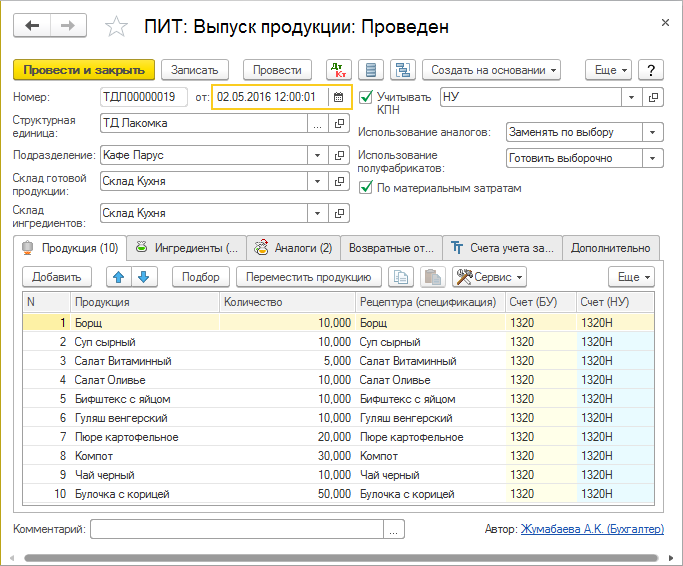 ПИТ: Выпуск продукции: Проведен
Провести и закрыть Записать Провести Дт Кт Создать на основании Еще ?
Номер: ТДЛ00000019 от: 02.05.2016 12:00:01 Учитывать КПН НУ
Структурная единица: ТД Лакомка ... Использование аналогов: Заменять по выбору
Подразделение: Кафе Парус Использование полуфабрикатов: Готовить выборочно
Склад готовой продукции: Склад Кухня По материальным затратам
Склад ингредиентов: Склад Кухня
Продукция (10) Ингредиенты (... Аналоги (2) Возвратные от... Счета учета за... Дополнительно
Добавить Подбор Переместить продукцию Сервис Еще
N Продукция Количество Рецептура (спецификация) Счет (БУ) Счет (НУ)
1 Борщ 10,000 Борщ 1320 1320Н
2 Суп сырный 10,000 Суп сырный 1320 1320Н
3 Салат Витаминный 5,000 Салат Витаминный 1320 1320Н
4 Салат Оливье 10,000 Салат Оливье 1320 1320Н
5 Бифштекс с яйцом 10,000 Бифштекс с яйцом 1320 1320Н
6 Гуляш венгерский 10,000 Гуляш венгерский 1320 1320Н
7 Пюре картофельное 20,000 Пюре картофельное 1320 1320Н
8 Компот 30,000 Компот 1320 1320Н
9 Чай черный 10,000 Чай черный 1320 1320Н
10 Булочка с корицей 50,000 Булочка с корицей 1320 1320Н
Комментарий: ... Автор: Жумабаева А.К. (Бухгалтер)